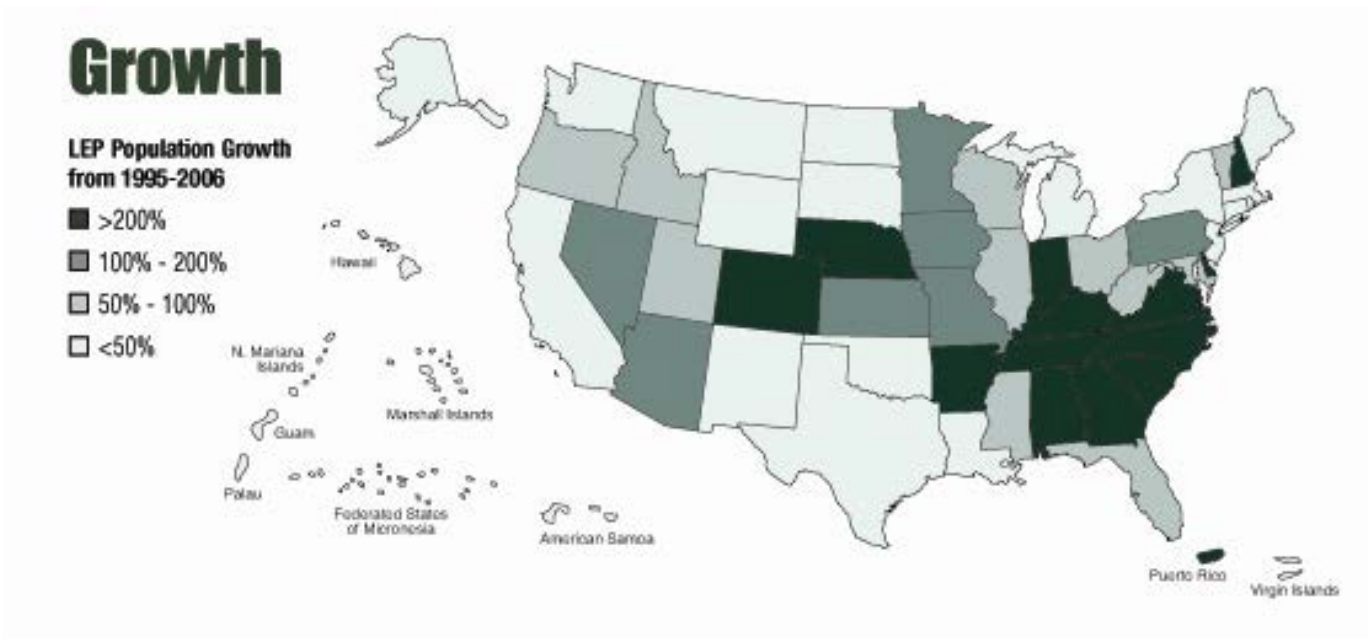 Growth
LEP Population Growth
from 1995-2006
>200%
100% - 200%
50% - 100%
<50%
Hawaii
N. Mariana
Islands
Marshall Islands
Guam
Palau
Federated States
of Micronesia
American Samoa
Puerto Rico
Virgin Islands